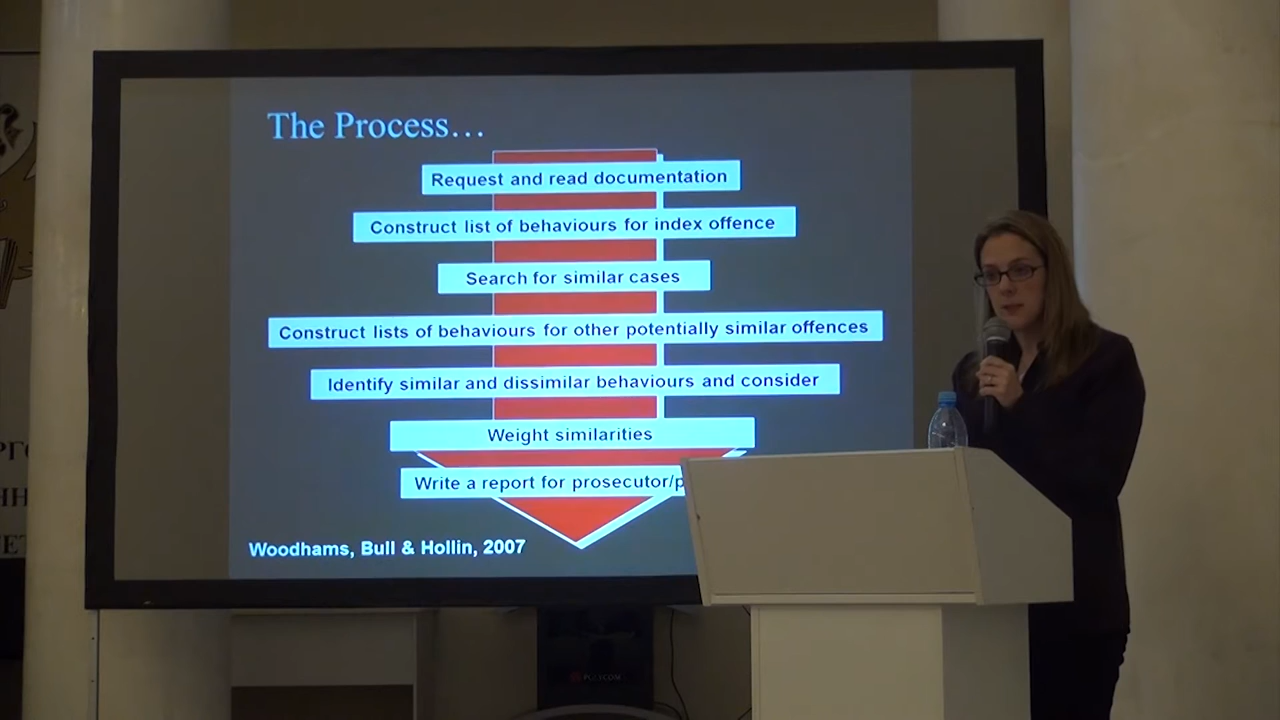 The Process...
Request and read documentation
Construct list of behaviours for index offence
Search for similar cases
Construct lists of behaviours for other potentially similar offences
Identify similar and dissimilar behaviours and consider
Weight similarities
Write a report for prosecutor/p
Woodhams, Bull & Hollin, 2007
POLYCOM